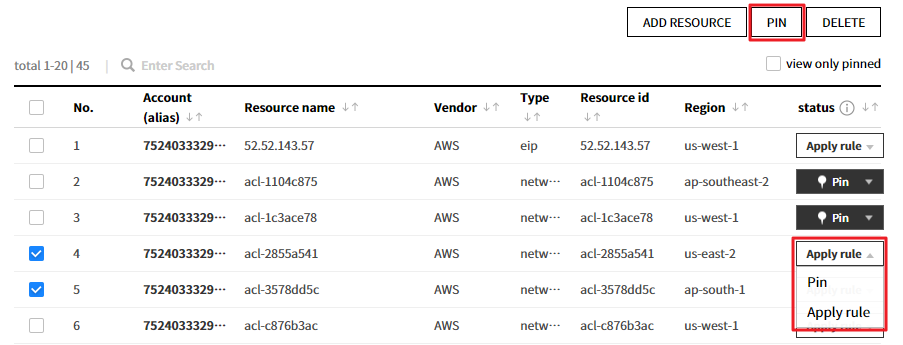 ADD RESOURCE PIN DELETE
total 1-20 | 45 | Enter Search view only pinned
No. Account (alias) Resource name Vendor Type Resource id Region status
1 7524033329··· 52.52.143.57 AWS eip 52.52.143.57 us-west-1 Apply rule
2 7524033329··· acl-1104c875 AWS netw··· acl-1104c875 ap-southeast-2 Pin
3 7524033329··· acl-1c3ace78 AWS netw··· acl-1c3ace78 us-west-1 Pin
4 7524033329··· acl-2855a541 AWS netw··· acl-2855a541 us-east-2 Apply rule
Pin
5 7524033329··· acl-3578dd5c AWS netw··· acl-3578dd5c ap-south-1
Apply rule
6 7524033329··· acl-c876b3ac AWS netw··· acl-c876b3ac us-west-1